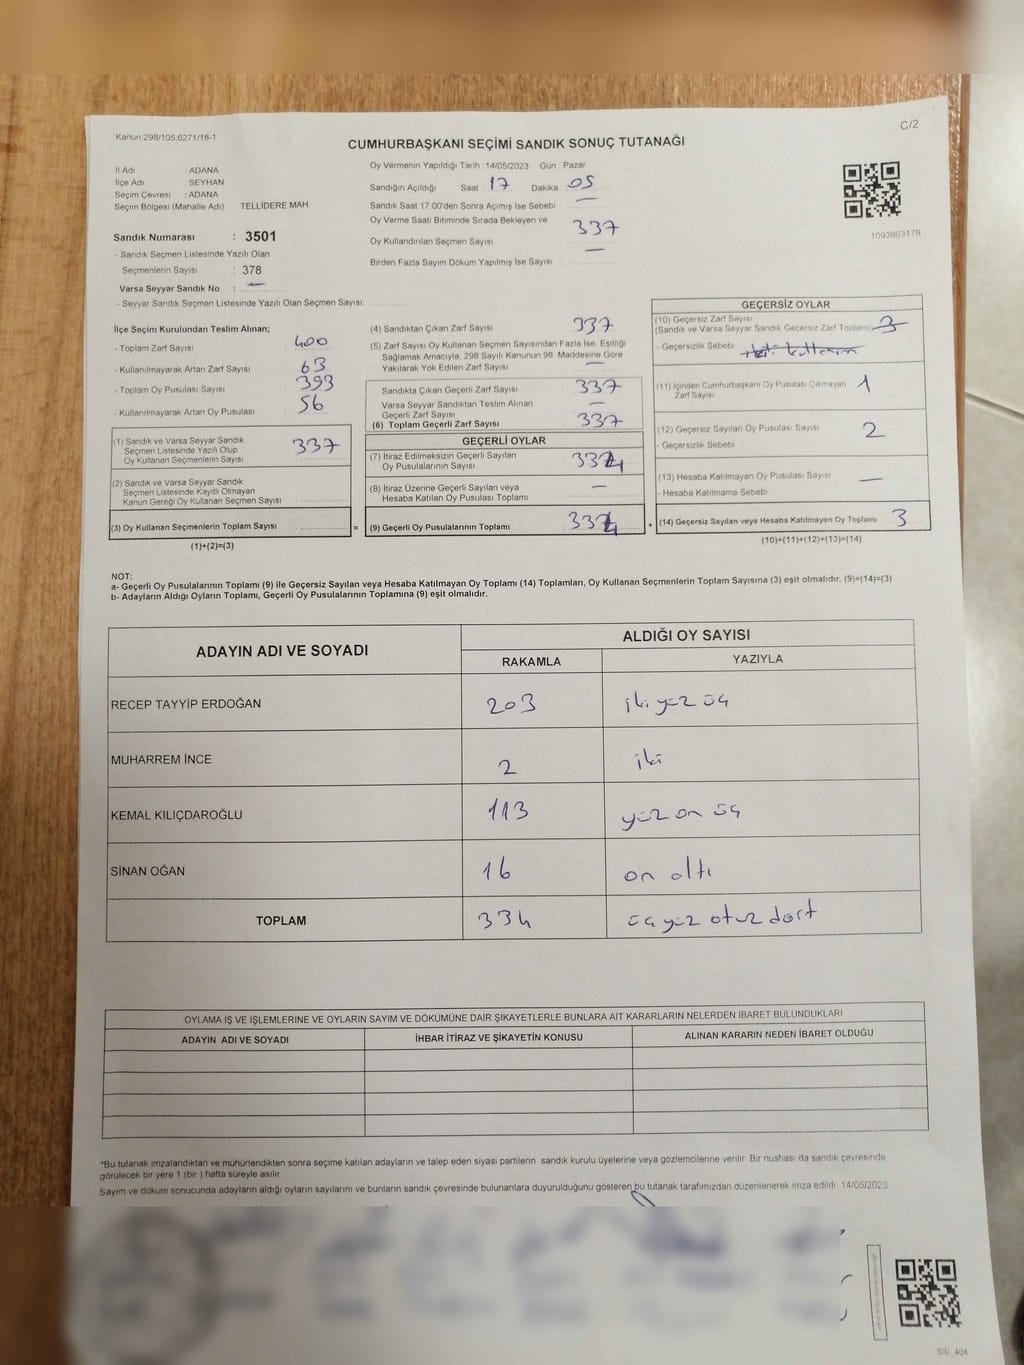 Kanun:298/105,6271/18-1
C/2
CUMHURBAŞKANI SEÇİMİ SANDIK SONUÇ TUTANAĞI
İl Adı : ADANA
İlçe Adı : SEYHAN
Seçim Çevresi : ADANA
Seçim Bölgesi (Mahalle Adı) : TELLİDERE MAH.
Sandık Numarası : 3501
- Sandık Seçmen Listesinde Yazılı Olan
Seçmenlerin Sayısı : 378
Varsa Seyyar Sandık No : —
- Seyyar Sandık Seçmen Listesinde Yazılı Olan Seçmen Sayısı:
Oy Vermenin Yapıldığı Tarih :14/05/2023 Gün : Pazar
Sandığın Açıldığı Saat 17 Dakika 05
Sandık Saat 17:00'den Sonra Açılmış İse Sebebi —
Oy Verme Saati Bitiminde Sırada Bekleyen ve
Oy Kullandırılan Seçmen Sayısı 337
Birden Fazla Sayım Döküm Yapılmış İse Sayısı —
1093863178
İlçe Seçim Kurulundan Teslim Alınan;
- Toplam Zarf Sayısı : 400
- Kullanılmayarak Artan Zarf Sayısı : 63
- Toplam Oy Pusulası Sayısı : 393
- Kullanılmayarak Artan Oy Pusulası : 56
(1) Sandık ve Varsa Seyyar Sandık
Seçmen Listesinde Yazılı Olup
Oy Kullanan Seçmenlerin Sayısı 337
(2) Sandık ve Varsa Seyyar Sandık
Seçmen Listesinde Kayıtlı Olmayan
Kanun Gereği Oy Kullanan Seçmen Sayısı
(3) Oy Kullanan Seçmenlerin Toplam Sayısı : =
(1)+(2)=(3)
(4) Sandıktan Çıkan Zarf Sayısı 337
(5) Zarf Sayısı Oy Kullanan Seçmen Sayısından Fazla İse, Eşitliği
Sağlamak Amacıyla, 298 Sayılı Kanunun 98. Maddesine Göre
Yakılarak Yok Edilen Zarf Sayısı —
Sandıkta Çıkan Geçerli Zarf Sayısı 337
Varsa Seyyar Sandıktan Teslim Alınan
Geçerli Zarf Sayısı —
(6) Toplam Geçerli Zarf Sayısı 337
GEÇERLİ OYLAR
(7) İtiraz Edilmeksizin Geçerli Sayılan
Oy Pusulalarının Sayısı 334
(8) İtiraz Üzerine Geçerli Sayılan veya
Hesaba Katılan Oy Pusulası Toplamı —
(9) Geçerli Oy Pusulalarının Toplamı 334 +
GEÇERSİZ OYLAR
(10) Geçersiz Zarf Sayısı
(Sandık ve Varsa Seyyar Sandık Geçersiz Zarf Toplamı)
- Geçersizlik Sebebi:
(11) İçinden Cumhurbaşkanı Oy Pusulası Çıkmayan
Zarf Sayısı 1
(12) Geçersiz Sayılan Oy Pusulası Sayısı 2
- Geçersizlik Sebebi :
(13) Hesaba Katılmayan Oy Pusulası Sayısı —
- Hesaba Katılmama Sebebi
(14) Geçersiz Sayılan veya Hesaba Katılmayan Oy Toplamı 3
(10)+(11)+(12)+(13)=(14)
NOT:
a- Geçerli Oy Pusulalarının Toplamı (9) ile Geçersiz Sayılan veya Hesaba Katılmayan Oy Toplamı (14) Toplamları, Oy Kullanan Seçmenlerin Toplam Sayısına (3) eşit olmalıdır. (9)+(14)=(3)
b- Adayların Aldığı Oyların Toplamı, Geçerli Oy Pusulalarının Toplamına (9) eşit olmalıdır.
ADAYIN ADI VE SOYADI
ALDIĞI OY SAYISI
RAKAMLA YAZIYLA
RECEP TAYYİP ERDOĞAN 203 iki yüz üç
MUHARREM İNCE 2 iki
KEMAL KILIÇDAROĞLU 113 yüz on üç
SİNAN OĞAN 16 on altı
TOPLAM 334 üç yüz otuz dört
OYLAMA İŞ VE İŞLEMLERİNE VE OYLARIN SAYIM VE DÖKÜMÜNE DAİR ŞİKAYETLERLE BUNLARA AİT KARARLARIN NELERDEN İBARET BULUNDUKLARI
ADAYIN ADI VE SOYADI İHBAR İTİRAZ VE ŞİKAYETİN KONUSU ALINAN KARARIN NEDEN İBARET OLDUĞU
*Bu tutanak imzalandıktan ve mühürlendikten sonra seçime katılan adayların ve talep eden siyasi partilerin sandık kurulu üyelerine veya gözlemcilerine verilir. Bir nüshası da sandık çevresinde
görülecek bir yere 1 (bir ) hafta süreyle asılır.
Sayım ve döküm sonucunda adayların aldığı oyların sayılarını ve bunların sandık çevresinde bulunanlara duyurulduğunu gösteren bu tutanak tarafımızdan düzenlenerek imza edildi. 14/05/2023
SSI_404